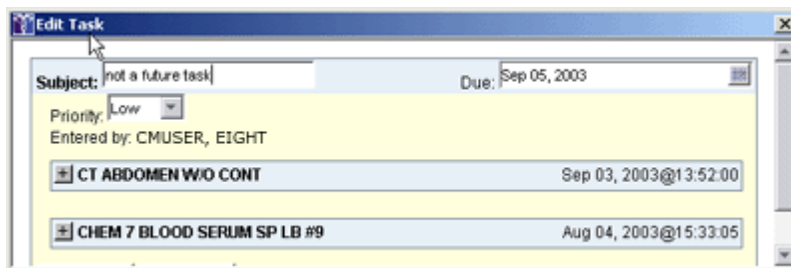 Edit Task
Subject: not a future task Due: Sep 05, 2003
Priority: Low
Entered by: CMUSER, EIGHT
CT ABDOMEN W/O CONT Sep 03, 2003@13:52:00
CHEM 7 BLOOD SERUM SP LB #9 Aug 04, 2003@15:33:05